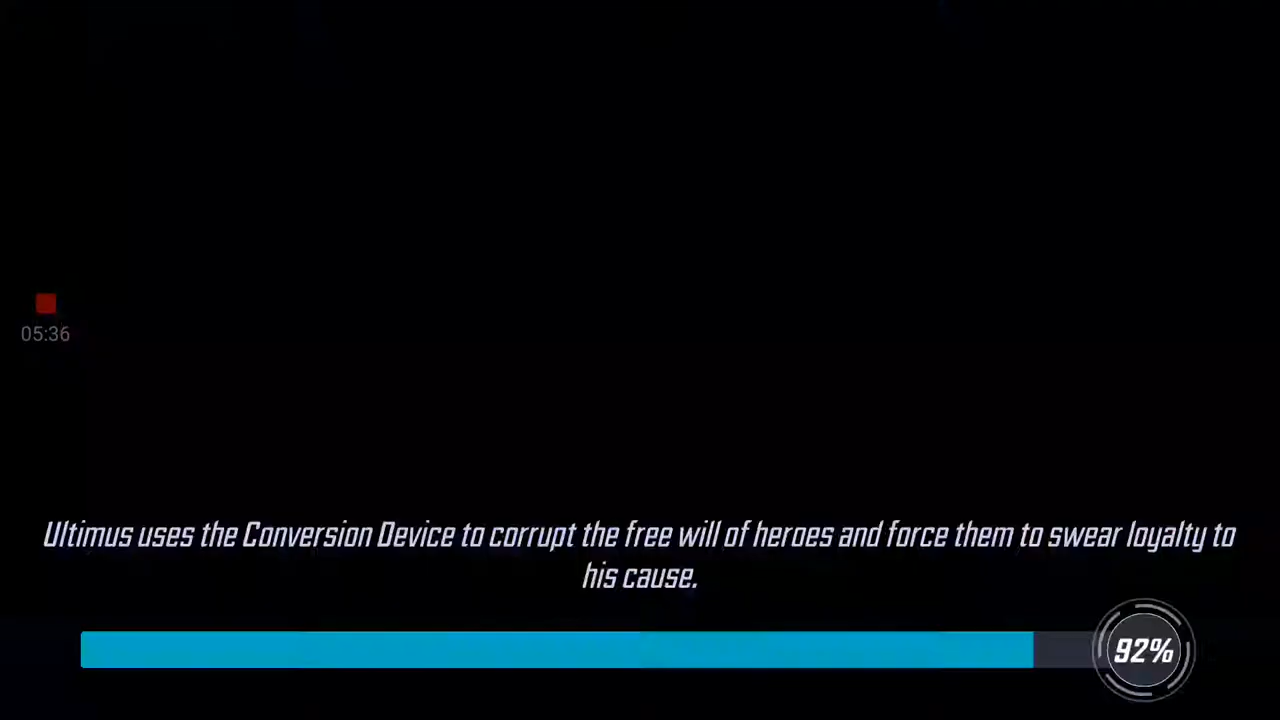 05:36
Ultimus uses the Conversion Device to corrupt the free will of heroes and force them to swear loyalty to
his cause.
92%